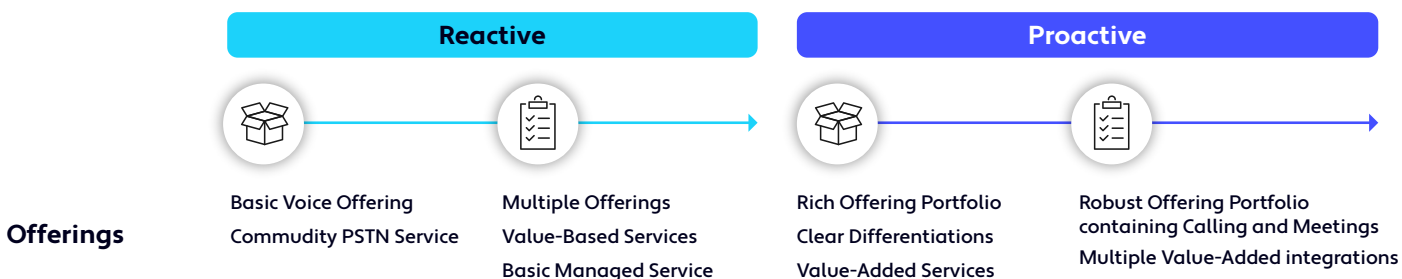 Reactive
Proactive
Offerings
Basic Voice Offering
Commudity PSTN Service
Multiple Offerings
Value-Based Services
Basic Managed Service
Rich Offering Portfolio
Clear Differentiations
Value-Added Services
Robust Offering Portfolio
containing Calling and Meetings
Multiple Value-Added integrations